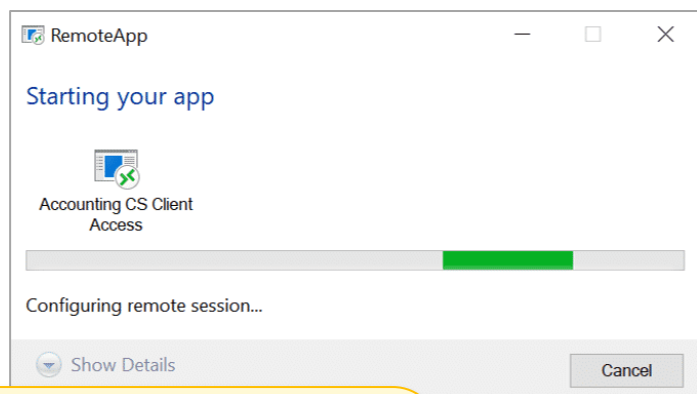 RemoteApp
Starting your app
Accounting CS Client
Access
Configuring remote session...
Show Details
Cancel